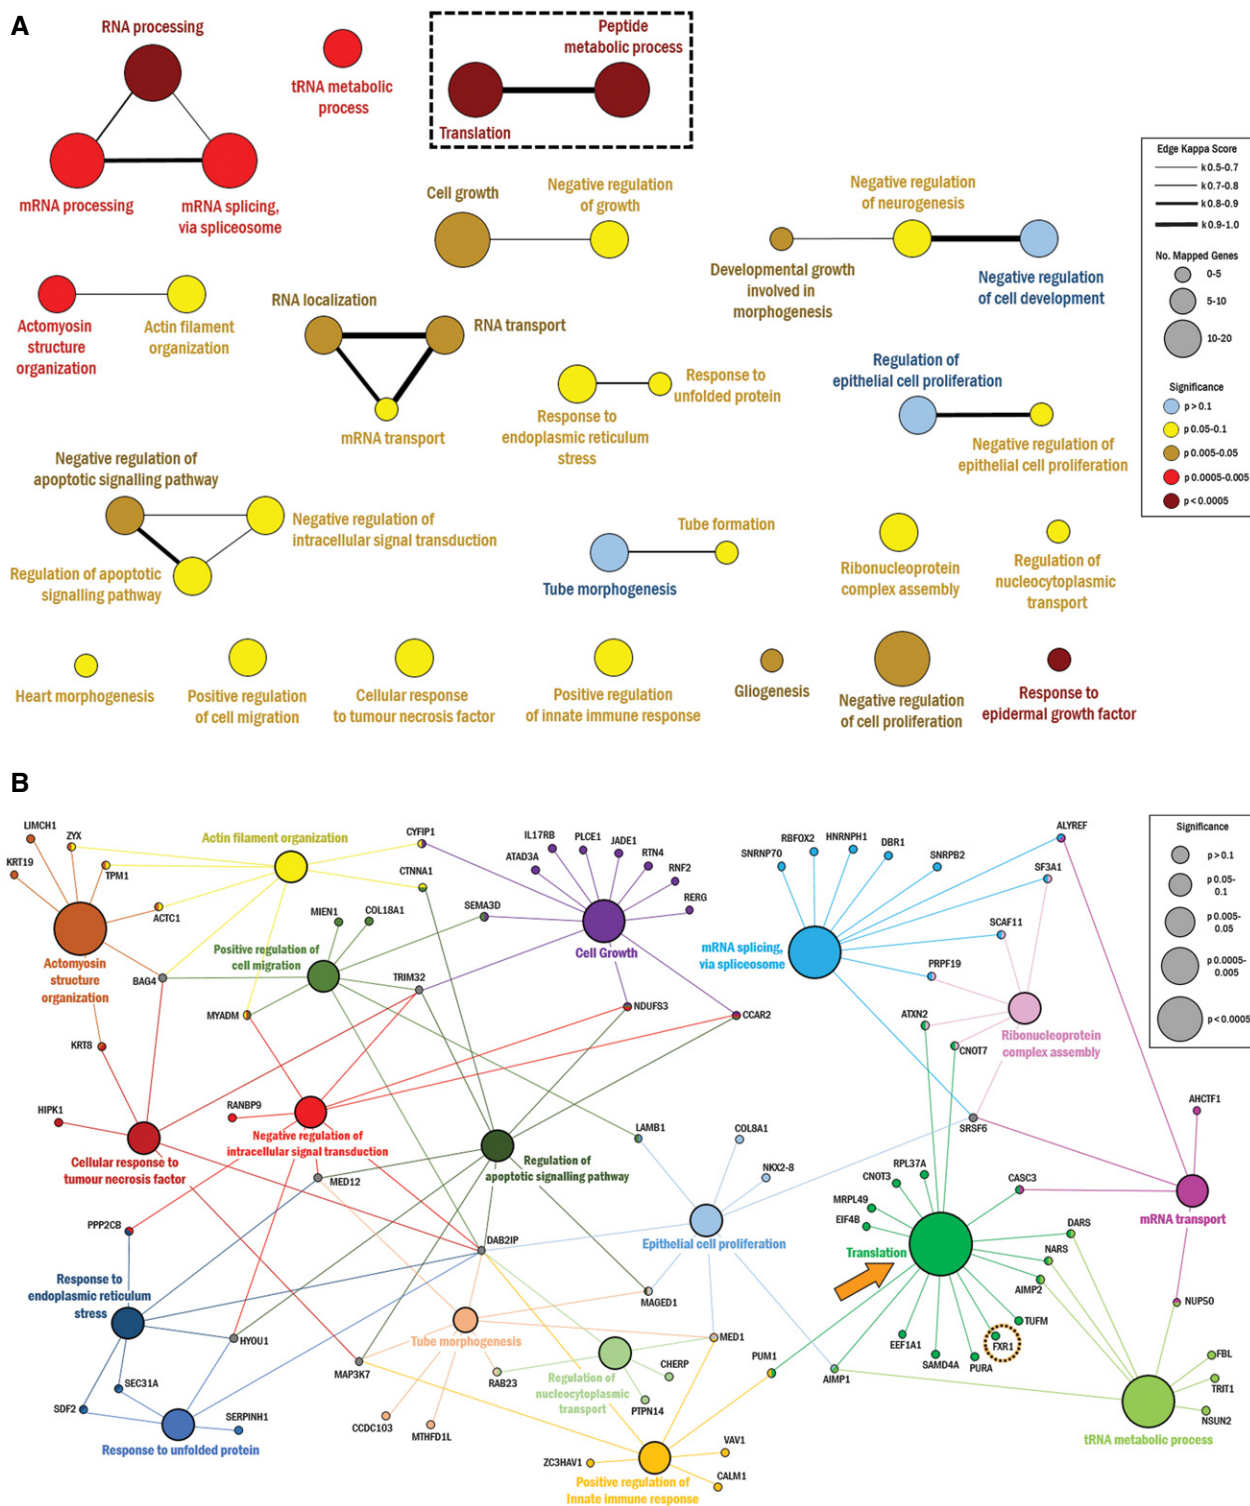 A
RNA processing
mRNA processing
mRNA splicing,
via spliceosome
tRNA metabolic
process
Peptide
metabolic process
Translation
Cell growth
Negative regulation
of growth
Negative regulation
of neurogenesis
Developmental growth
involved in
morphogenesis
Negative regulation
of cell development
Edge Kappa Score
k 0.5-0.7
k 0.7-0.8
k 0.8-0.9
k 0.9-1.0
No. Mapped Genes
0-5
5-10
10-20
Significance
p > 0.1
p 0.05-0.1
p 0.005-0.05
p 0.0005-0.005
p < 0.0005
Actomyosin
structure
organization
Actin filament
organization
RNA localization
RNA transport
mRNA transport
Response to
unfolded protein
Response to
endoplasmic reticulum
stress
Regulation of
epithelial cell proliferation
Negative regulation of
epithelial cell proliferation
Negative regulation of
apoptotic signalling pathway
Negative regulation of
intracellular signal transduction
Regulation of apoptotic
signalling pathway
Tube formation
Tube morphogenesis
Ribonucleoprotein
complex assembly
Regulation of
nucleocytoplasmic
transport
Heart morphogenesis
Positive regulation
of cell migration
Cellular response
to tumour necrosis factor
Positive regulation
of innate immune response
Gliogenesis
Negative regulation
of cell proliferation
Response to
epidermal growth factor
B
LIMCH1
ZYX
KRT19
TPM1
ACTC1
Actin filament organization
CYFIP1
CTNNA1
Actomyosin
structure
organization
BAG4
MYADM
KRT8
MIEN1
COL18A1
SEMA3D
Positive regulation of
cell migration
TRIM32
IL17RB
PLCE1
JADE1
ATAD3A
RTN4
RNF2
RERG
Cell Growth
NDUFS3
CCAR2
SNRNP70
RBFOX2
HNRNPH1
DBR1
SNRPB2
ALYREF
SF3A1
SCAF11
PRPF19
mRNA splicing,
via spliceosome
ATXN2
CNOT7
Ribonucleoprotein
complex assembly
SRSF6
Significance
p > 0.1
p 0.05-
0.1
p 0.005-
0.05
p 0.0005-
0.005
p < 0.0005
HIPK1
RANBP9
Cellular response to
tumour necrosis factor
Negative regulation of
intracellular signal transduction
MED12
Regulation of
apoptotic signalling pathway
LAMB1
COL8A1
NKX2-8
Epithelial cell proliferation
AHCTF1
mRNA transport
NUP50
CNOT3
RPL37A
CASC3
MRPL49
EIF4B
Translation
DARS
NARS
AIMP2
TUFM
FXR1
EEF1A1
SAMD4A
PURA
PUM1
AIMP1
PPP2CB
Response to
endoplasmic reticulum
stress
DAB2IP
HYOU1
SEC31A
SDF2
SERPINH1
Response to unfolded protein
MAP3K7
Tube morphogenesis
MAGED1
MED1
RAB23
CCDC103
MTHFD1L
Regulation of
nucleocytoplasmic
transport
CHERP
PTPN14
ZC3HAV1
VAV1
CALM1
Positive regulation of
Innate immune response
FBL
TRIT1
NSUN2
tRNA metabolic process